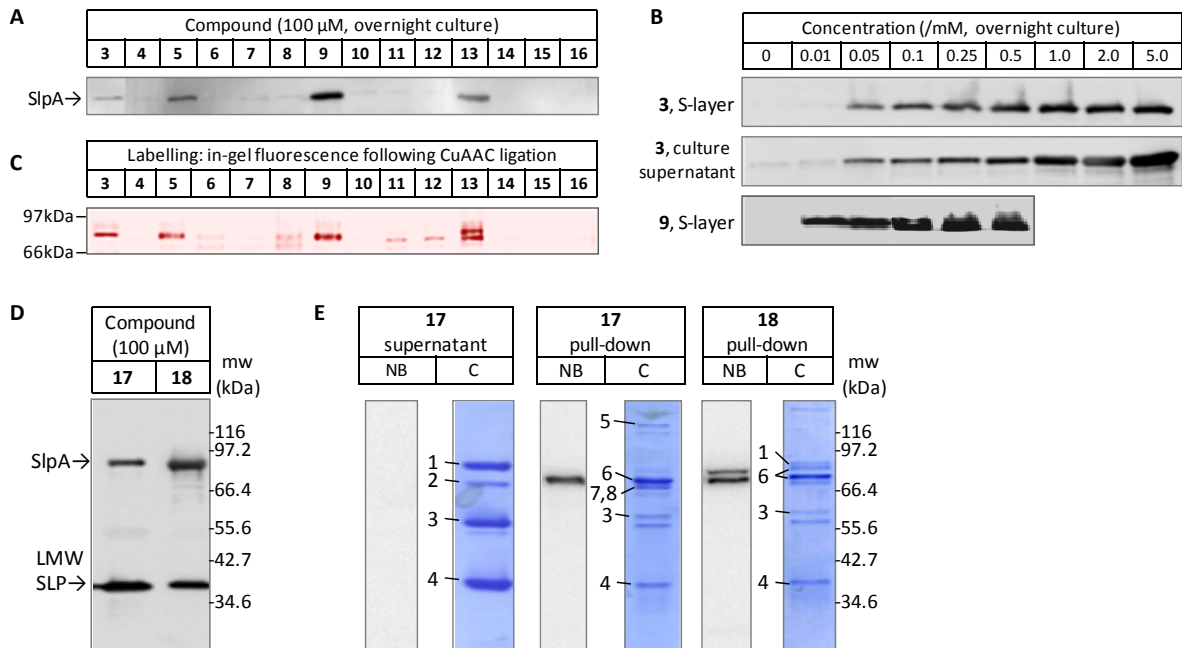 A
Compound (100 µM, overnight culture)
3 4 5 6 7 8 9 10 11 12 13 14 15 16
SlpA→
B
Concentration (/mM, overnight culture)
0 0.01 0.05 0.1 0.25 0.5 1.0 2.0 5.0
3, S-layer
3, culture
supernatant
9, S-layer
C
Labelling: in-gel fluorescence following CuAAC ligation
3 4 5 6 7 8 9 10 11 12 13 14 15 16
97kDa
66kDa
D
Compound
(100 µM)
17 18
mw
(kDa)
SlpA→
LMW
SLP→
-116
-97.2
-66.4
-55.6
-42.7
-34.6
E
17
supernatant
NB C
1
2
3
4
17
pull-down
NB C
5
6
7,8
3
4
18
pull-down
NB C
mw
(kDa)
1
6
3
4
-116
-97.2
-66.4
-55.6
-42.7
-34.6